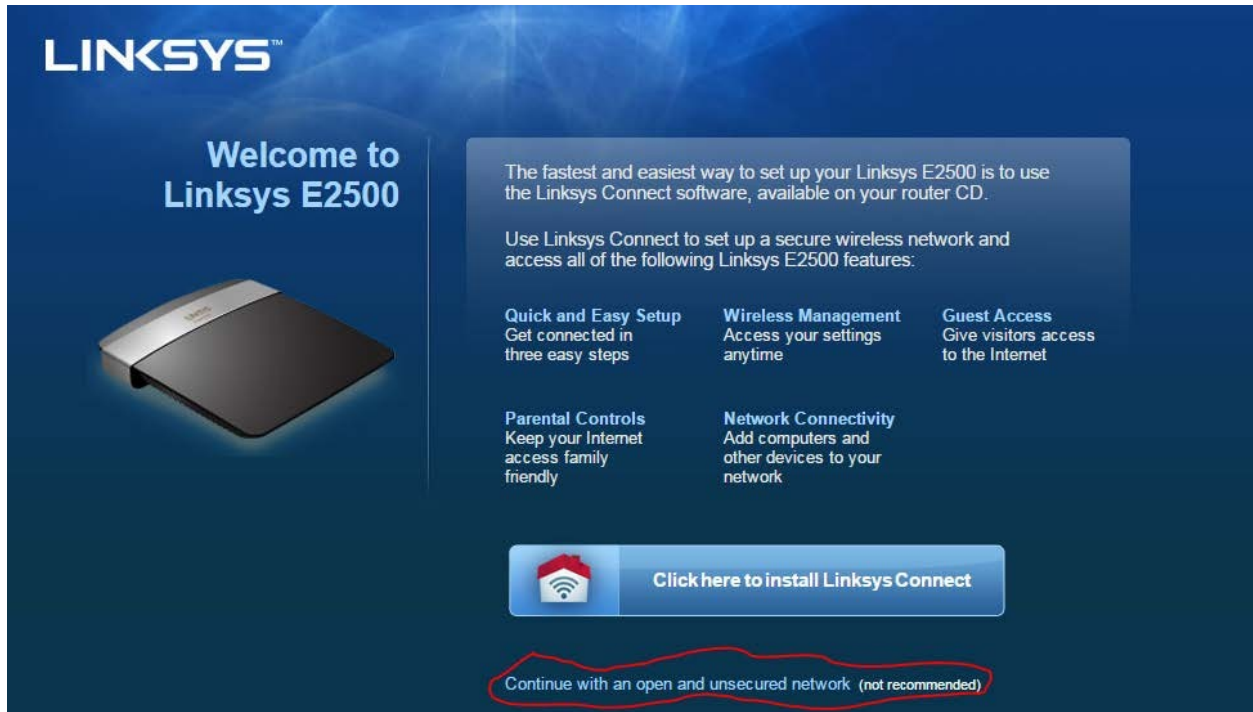 LINKSYS™
Welcome to
Linksys E2500
The fastest and easiest way to set up your Linksys E2500 is to use
the Linksys Connect software, available on your router CD.
Use Linksys Connect to set up a secure wireless network and
access all of the following Linksys E2500 features:
Quick and Easy Setup
Get connected in
three easy steps
Wireless Management
Access your settings
anytime
Guest Access
Give visitors access
to the Internet
Parental Controls
Keep your Internet
access family
friendly
Network Connectivity
Add computers and
other devices to your
network
Click here to install Linksys Connect
Continue with an open and unsecured network (not recommended)